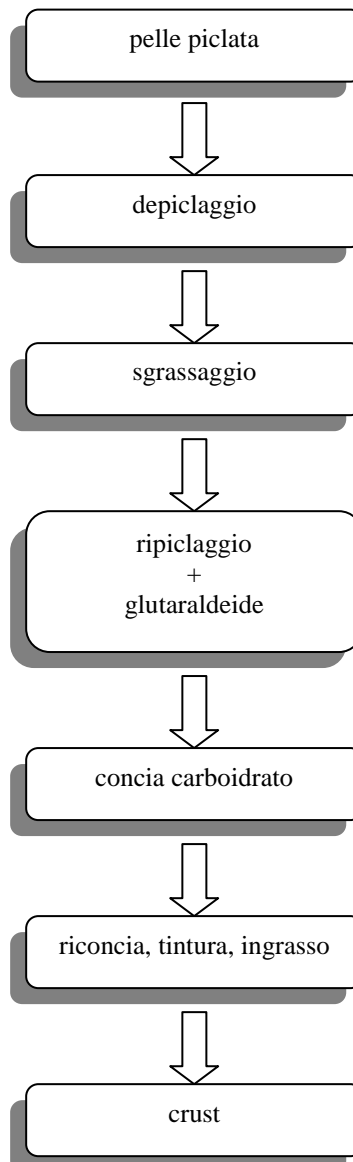 pelle piclata
depiclaggio
sgrassaggio
ripiclaggio
+
glutaraldeide
concia carboidrato
riconcia, tintura, ingrasso
crust